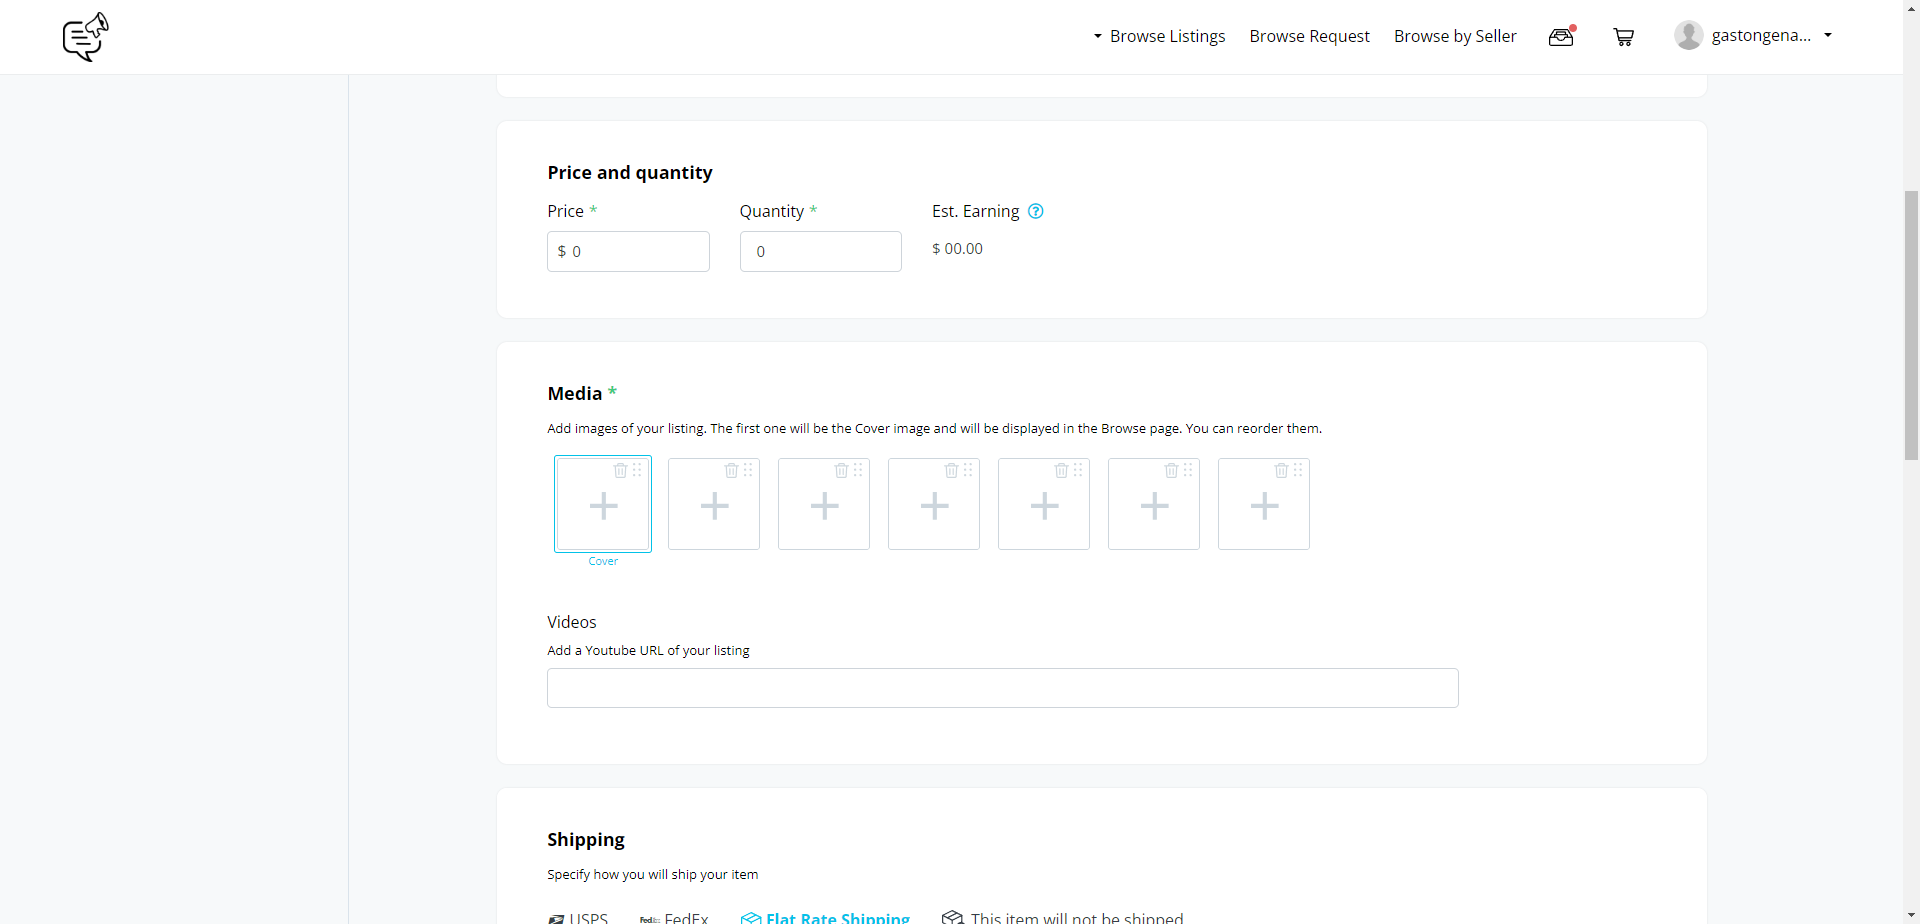 Browse Listings Browse Request Browse by Seller gastongena...
Price and quantity
Price * Quantity * Est. Earning ?
$ 0 0 $ 00.00
Media *
Add images of your listing. The first one will be the Cover image and will be displayed in the Browse page. You can reorder them.
Cover
Videos
Add a Youtube URL of your listing
Shipping
Specify how you will ship your item
USPS FedEx FedEx Flat Rate Shipping This item will not be shipped